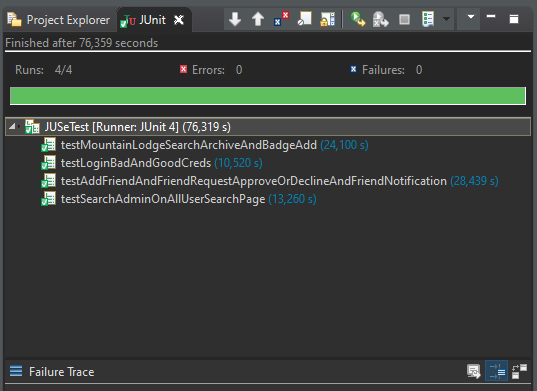 Project Explorer JUnit
Finished after 76,359 seconds
Runs: 4/4 Errors: 0 Failures: 0
JUSeTest [Runner: JUnit 4] (76,319 s)
testMountainLodgeSearchArchiveAndBadgeAdd (24,100 s)
testLoginBadAndGoodCreds (10,520 s)
testAddFriendAndFriendRequestApproveOrDeclineAndFriendNotification (28,439 s)
testSearchAdminOnAllUserSearchPage (13,260 s)
Failure Trace